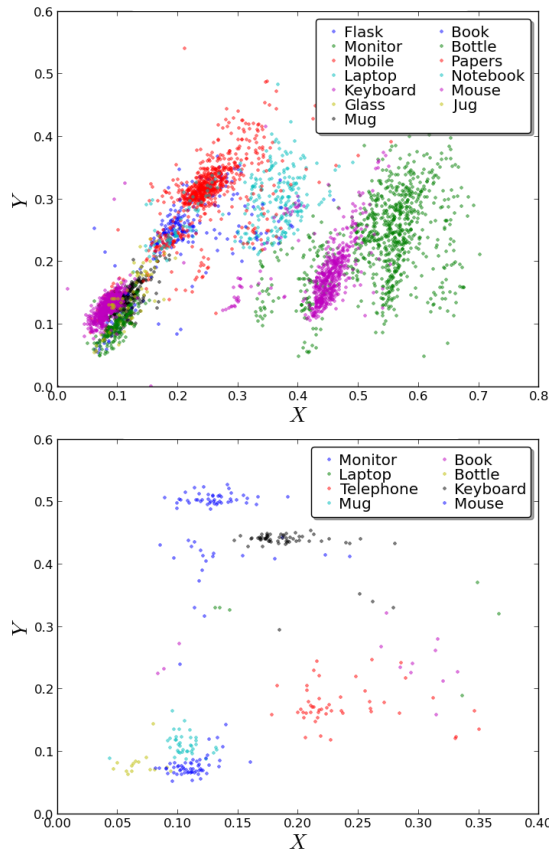 0.6
0.5
0.4
0.3
0.2
0.1
0.0
Y
Flask
Monitor
Mobile
Laptop
Keyboard
Glass
Mug
Book
Bottle
Papers
Notebook
Mouse
Jug
0.0 0.1 0.2 0.3 0.4 0.5 0.6 0.7 0.8
X
0.6
0.5
0.4
0.3
0.2
0.1
0.0
Y
Monitor
Laptop
Telephone
Mug
Book
Bottle
Keyboard
Mouse
0.00 0.05 0.10 0.15 0.20 0.25 0.30 0.35 0.40
X